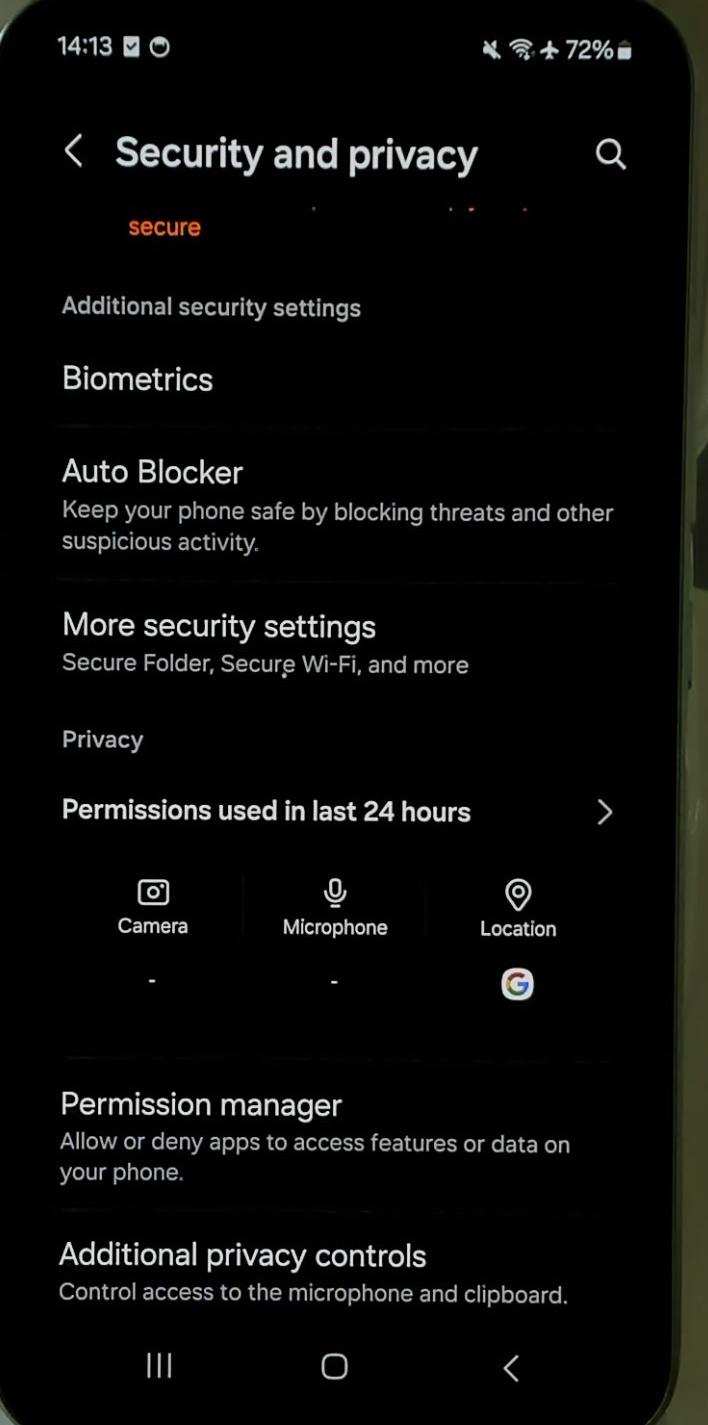 14:13
72%
Security and privacy
secure
Additional security settings
Biometrics
Auto Blocker
Keep your phone safe by blocking threats and other
suspicious activity.
More security settings
Secure Folder, Secure Wi-Fi, and more
Privacy
Permissions used in last 24 hours
Camera
Microphone
Location
-
-
G
Permission manager
Allow or deny apps to access features or data on
your phone.
Additional privacy controls
Control access to the microphone and clipboard.